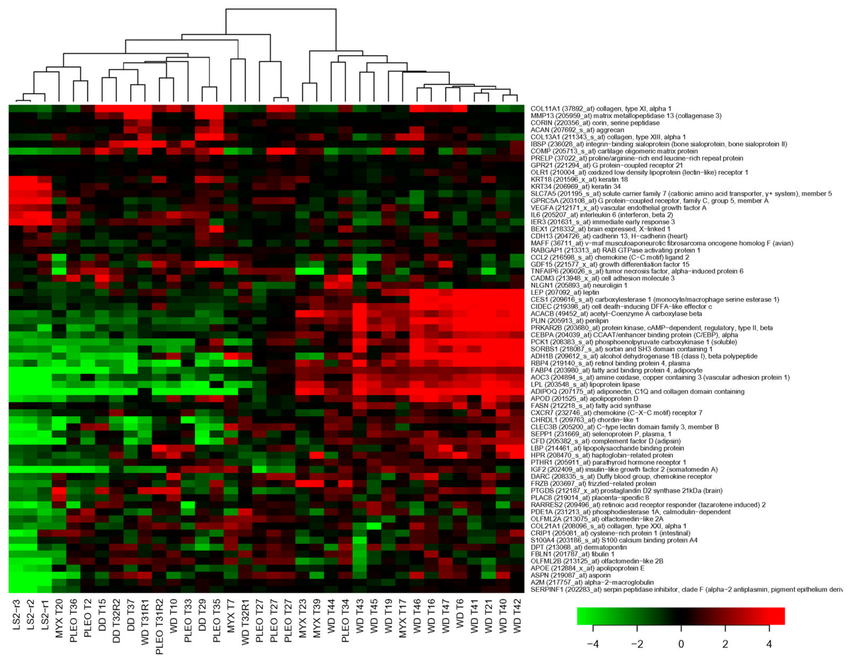 COL11A1 (37892_at) collagen, type XI, alpha 1
MMP13 (205959_at) matrix metallopeptidase 13 (collagenase 3)
CORIN (220356_at) corin, serine peptidase
ACAN (207692_s_at) aggrecan
COL13A1 (211343_s_at) collagen, type XIII, alpha 1
IBSP (236028_at) integrin-binding sialoprotein (bone sialoprotein, bone sialoprotein II)
COMP (205713_s_at) cartilage oligomeric matrix protein
PRELP (37022_at) proline/arginine-rich end leucine-rich repeat protein
GPR21 (221294_at) G protein-coupled receptor 21
OLR1 (210004_at) oxidized low density lipoprotein (lectin-like) receptor 1
KRT18 (201596_x_at) keratin 18
KRT34 (206969_at) keratin 34
SLC7A5 (201195_s_at) solute carrier family 7 (cationic amino acid transporter, y+ system), member 5
GPRC5A (203108_at) G protein-coupled receptor, family C, group 5, member A
VEGFA (212171_x_at) vascular endothelial growth factor A
IL6 (205207_at) interleukin 6 (interferon, beta 2)
IER3 (201631_s_at) immediate early response 3
BEX1 (218332_at) brain expressed, X-linked 1
CDH13 (204726_at) cadherin 13, H-cadherin (heart)
MAFF (36711_at) v-maf musculoaponeurotic fibrosarcoma oncogene homolog F (avian)
RABGAP1 (213313_at) RAB GTPase activating protein 1
CCL2 (216598_s_at) chemokine (C-C motif) ligand 2
GDF15 (221577_x_at) growth differentiation factor 15
TNFAIP6 (206026_s_at) tumor necrosis factor, alpha-induced protein 6
CADM3 (213948_x_at) cell adhesion molecule 3
NLGN1 (205893_at) neuroligin 1
LEP (207092_at) leptin
CES1 (209616_s_at) carboxylesterase 1 (monocyte/macrophage serine esterase 1)
CIDEC (219398_at) cell death-inducing DFFA-like effector c
ACACB (49452_at) acetyl-Coenzyme A carboxylase beta
PLIN (205913_at) perilipin
PRKAR2B (203680_at) protein kinase, cAMP-dependent, regulatory, type II, beta
CEBPA (204039_at) CCAAT/enhancer binding protein (C/EBP), alpha
PCK1 (208383_s_at) phosphoenolpyruvate carboxykinase 1 (soluble)
SORBS1 (218087_s_at) sorbin and SH3 domain containing 1
ADH1B (209612_s_at) alcohol dehydrogenase 1B (class I), beta polypeptide
RBP4 (219140_s_at) retinol binding protein 4, plasma
FABP4 (203980_at) fatty acid binding protein 4, adipocyte
AOC3 (204894_s_at) amine oxidase, copper containing 3 (vascular adhesion protein 1)
LPL (203548_s_at) lipoprotein lipase
ADIPOQ (207175_at) adiponectin, C1Q and collagen domain containing
APOD (201525_at) apolipoprotein D
FASN (212218_s_at) fatty acid synthase
CXCR7 (232746_at) chemokine (C-X-C motif) receptor 7
CHRDL1 (209763_at) chordin-like 1
CLEC3B (205200_at) C-type lectin domain family 3, member B
SEPP1 (231669_at) selenoprotein P, plasma, 1
CFD (205382_s_at) complement factor D (adipsin)
LBP (214461_at) lipopolysaccharide binding protein
HPR (208470_s_at) haptoglobin-related protein
PTHR1 (205911_at) parathyroid hormone receptor 1
IGF2 (202409_at) insulin-like growth factor 2 (somatomedin A)
DARC (208335_s_at) Duffy blood group, chemokine receptor
FRZB (203697_at) frizzled-related protein
PTGDS (212187_x_at) prostaglandin D2 synthase 21kDa (brain)
PLAC8 (219014_at) placenta-specific 8
RARRES2 (209496_at) retinoic acid receptor responder (tazarotene induced) 2
PDE1A (231213_at) phosphodiesterase 1A, calmodulin-dependent
OLFML2A (213075_at) olfactomedin-like 2A
COL21A1 (208096_s_at) collagen, type XXI, alpha 1
CRIP1 (205081_at) cysteine-rich protein 1 (intestinal)
S100A4 (203186_s_at) S100 calcium binding protein A4
DPT (213068_at) dermatopontin
FBLN1 (201787_at) fibulin 1
OLFML2B (213125_at) olfactomedin-like 2B
APOE (212884_x_at) apolipoprotein E
ASPN (219087_at) asporin
A2M (217757_at) alpha-2-macroglobulin
SERPINF1 (202283_at) serpin peptidase inhibitor, clade F (alpha-2 antiplasmin, pigment epithelium deriv
LS2-r3
LS2-r2
LS2-r1
MYX T20
PLEO T36
PLEO T2
DD T15
DD T32R2
DD T37
WD T31R1
PLEO T31R2
WD T10
PLEO T33
DD T29
PLEO T35
MYX T7
WD T32R1
PLEO T27
PLEO T27
PLEO T27
MYX T23
MYX T39
WD T44
PLEO T34
WD T43
WD T45
WD T19
MYX T17
WD T46
WD T16
WD T47
WD T6
WD T41
WD T21
WD T40
WD T42
-4 -2 0 2 4